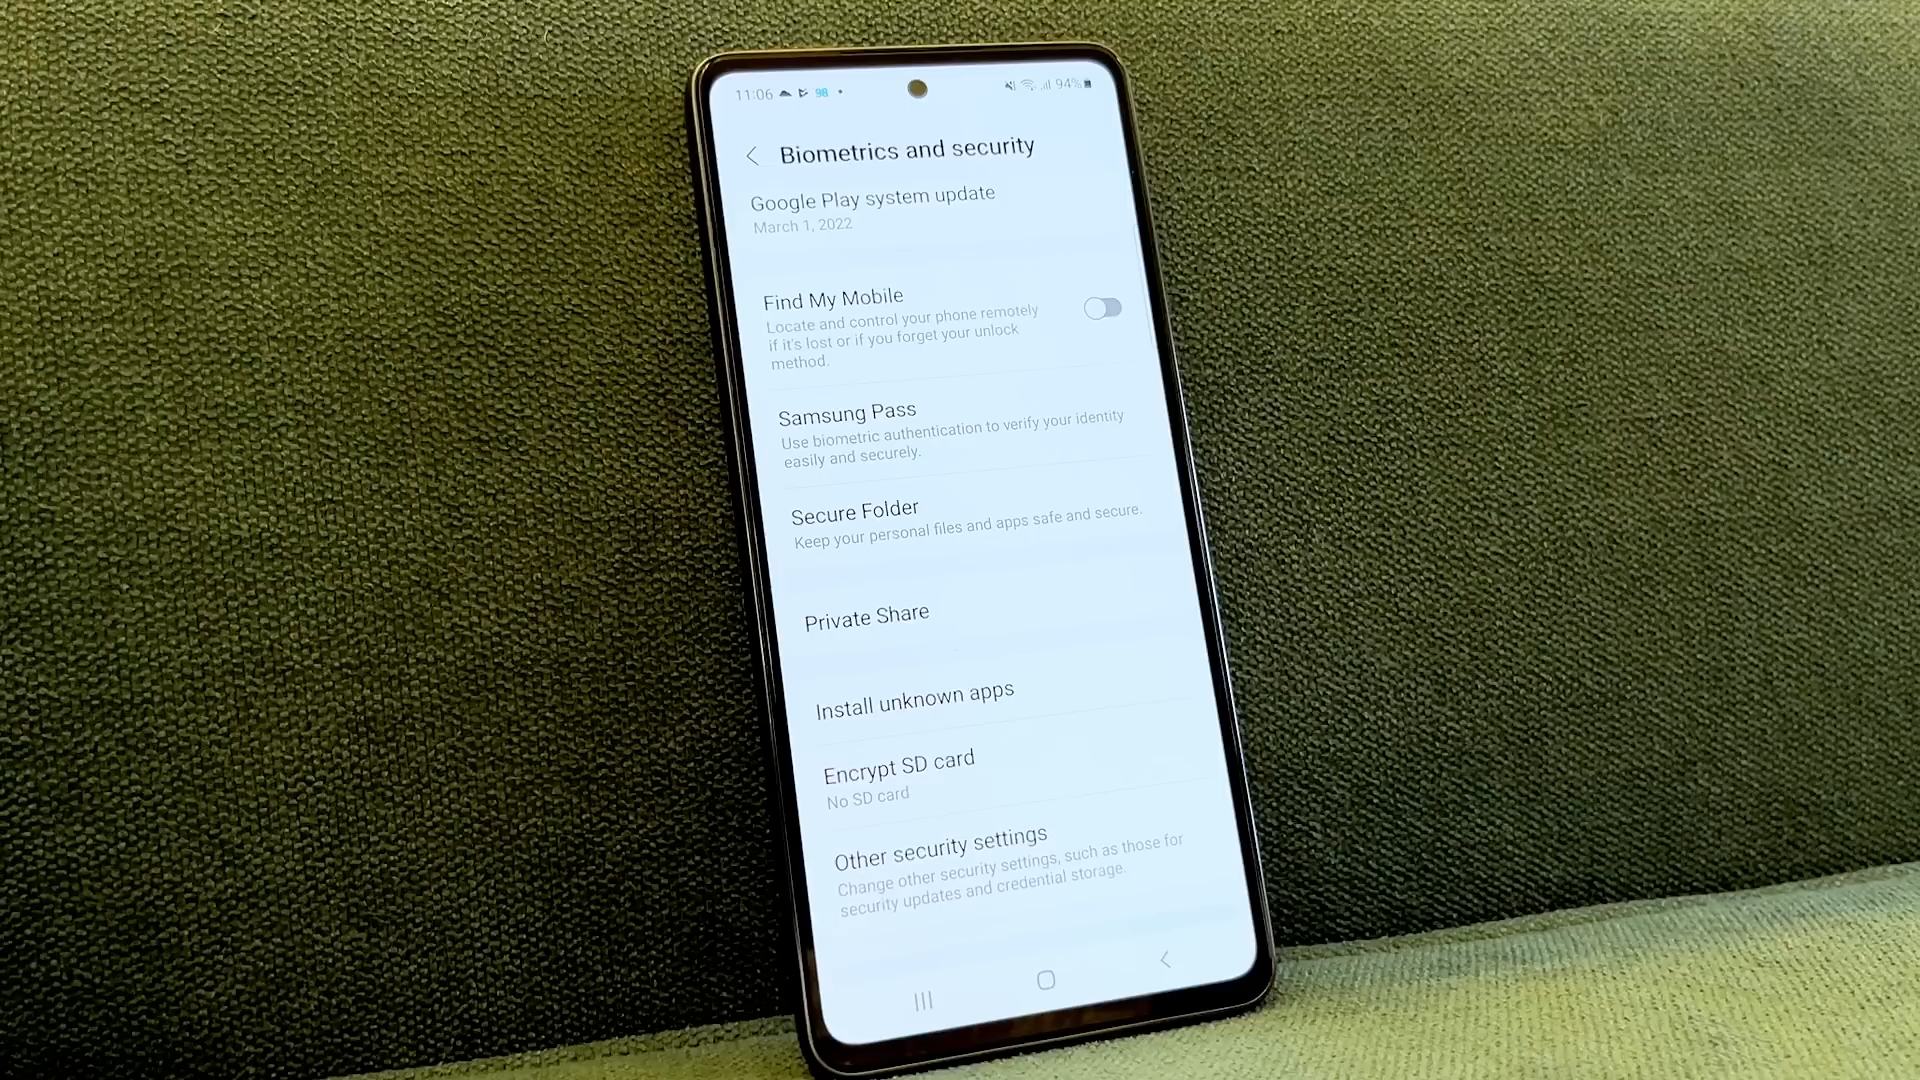 11:06 98 94%
Biometrics and security
Google Play system update
March 1, 2022
Find My Mobile
Locate and control your phone remotely
if it's lost or if you forget your unlock
method.
Samsung Pass
Use biometric authentication to verify your identity
easily and securely.
Secure Folder
Keep your personal files and apps safe and secure.
Private Share
Install unknown apps
Encrypt SD card
No SD card
Other security settings
Change other security settings, such as those for
security updates and credential storage.